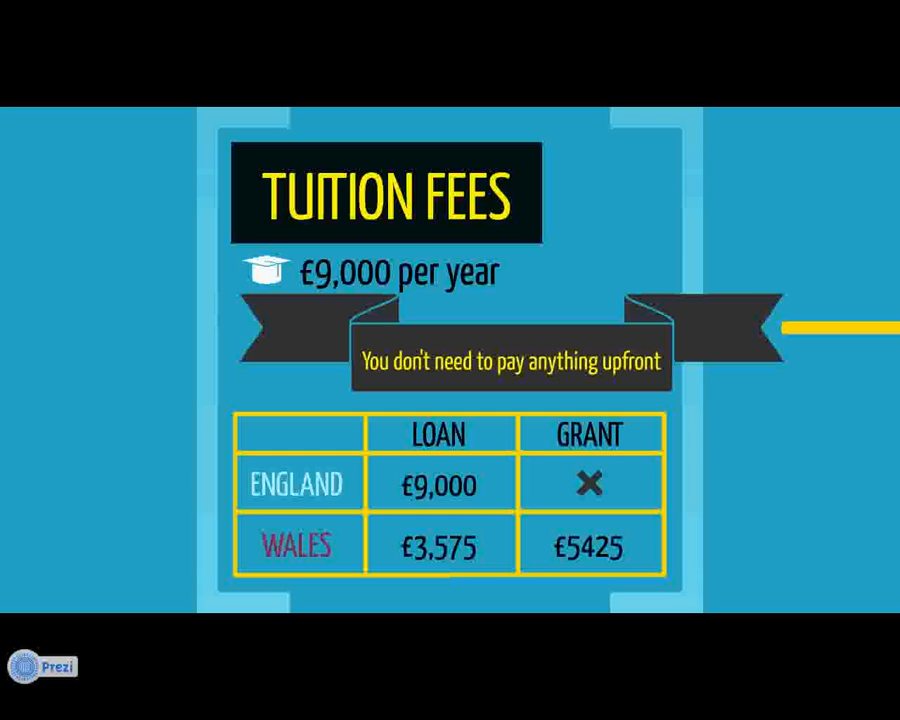 TUITION FEES
£9,000 per year
You don't need to pay anything upfront
LOAN GRANT
ENGLAND £9,000 ✖
WALES £3,575 £5425
Prezi